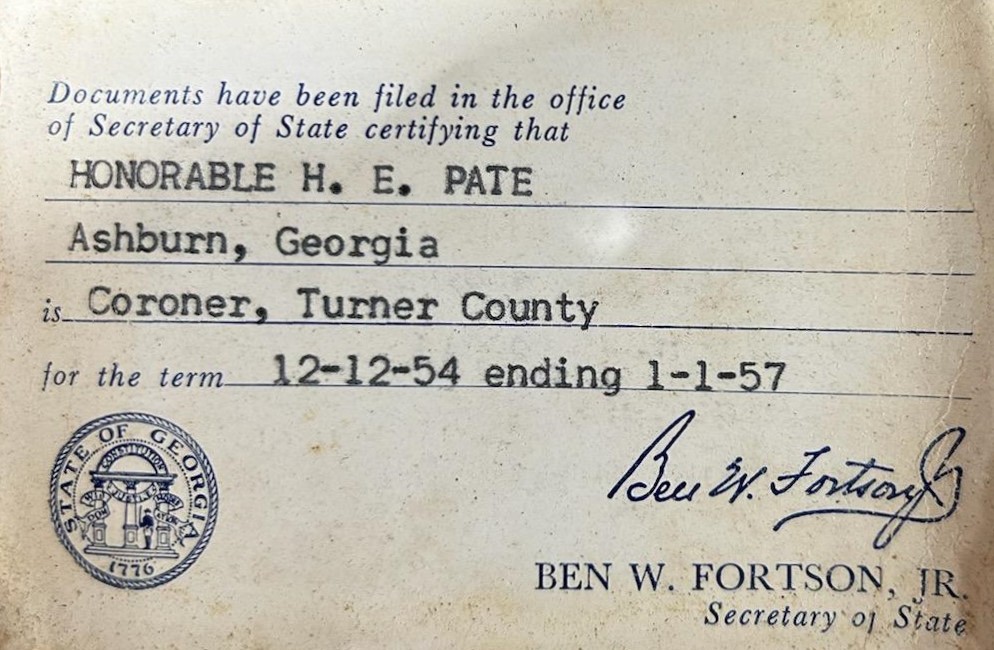 Documents have been filed in the office
of Secretary of State certifying that
HONORABLE H. E. PATE
Ashburn, Georgia
is Coroner, Turner County
for the term 12-12-54 ending 1-1-57
STATE OF GEORGIA
CONSTITUTION
JUSTICE
1776
Ben W. Fortson Jr
BEN W. FORTSON, JR.
Secretary of State